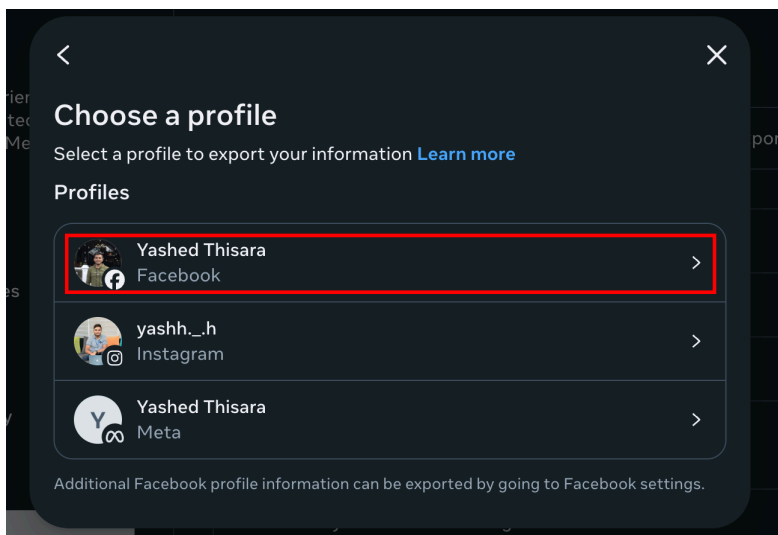 Choose a profile
Select a profile to export your information Learn more
Profiles
Yashed Thisara
Facebook
yashh._.h
Instagram
Y
Yashed Thisara
Meta
Additional Facebook profile information can be exported by going to Facebook settings.